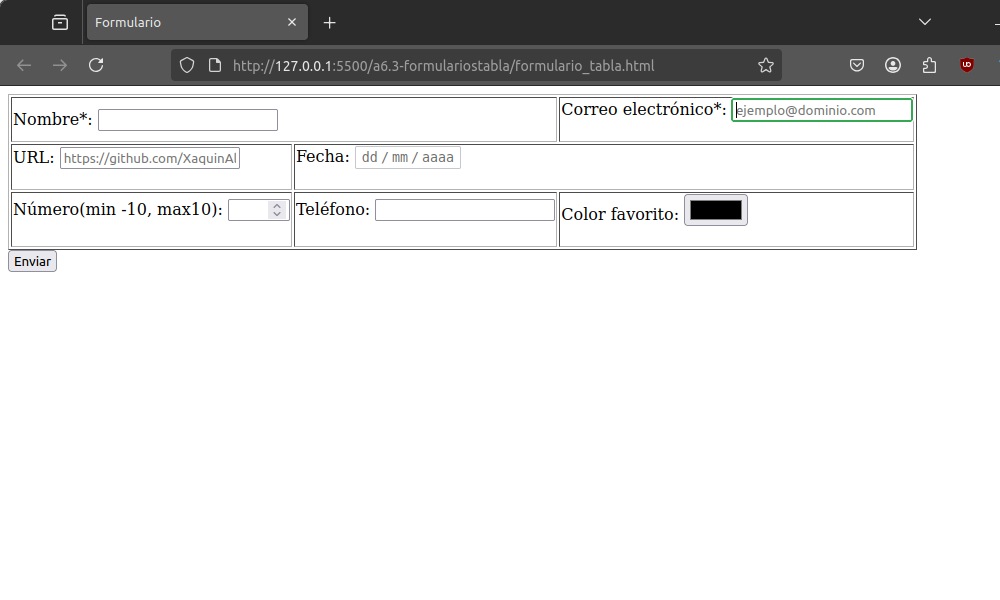 Formulario
http://127.0.0.1:5500/a6.3-formulariostabla/formulario_tabla.html
Nombre*:
Correo electrónico*: ejemplo@dominio.com
URL: https://github.com/XaquinAl
Fecha: dd / mm / aaaa
Número(min -10, max10):
Teléfono:
Color favorito:
Enviar